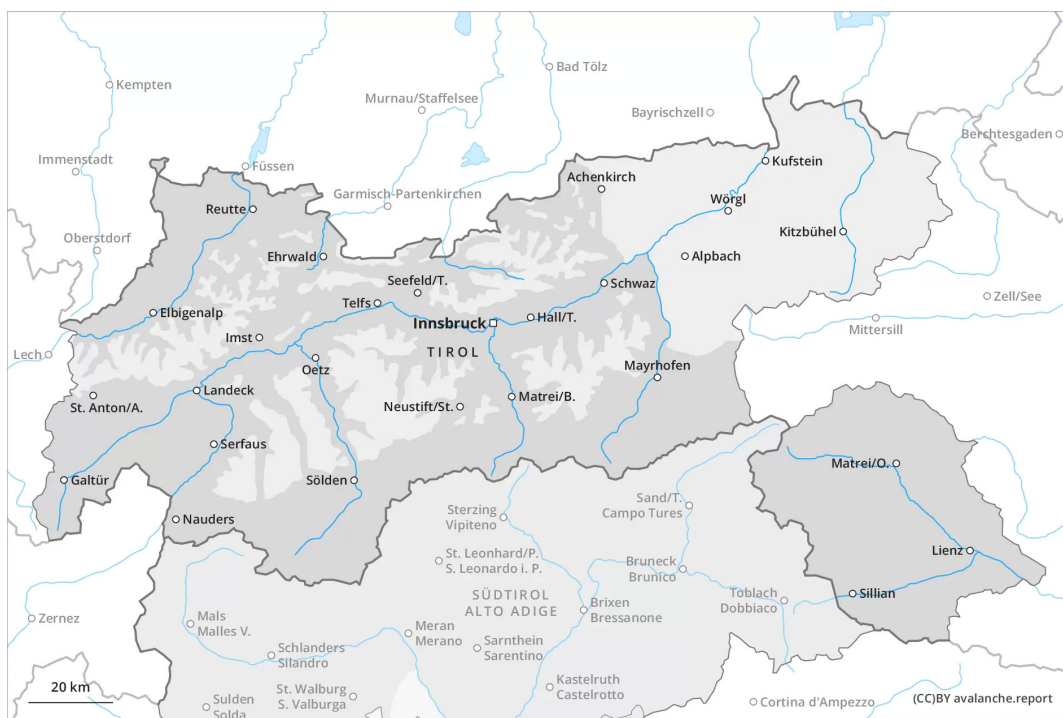 Kempten
Bad Tölz
Murnau/Staffelsee
Bayrischzell
Berchtesgaden
Immenstadt
Füssen
Kufstein
Achenkirch
Garmisch-Partenkirchen
Wörgl
Reutte
Kitzbühel
Oberstdorf
Ehrwald
Alpbach
Seefeld/T.
Schwaz
Zell/See
Telfs
Elbigenalp
Innsbruck
Hall/T.
Mittersill
Imst
TIROL
Lech
Oetz
Mayrhofen
Landeck
St. Anton/A.
Neustift/St.
Matrei/B.
Serfaus
Matrei/O.
Galtür
Sölden
Sand/T.
Campo Tures
Sterzing
Vipiteno
Nauders
Lienz
St. Leonhard/P.
S. Leonardo i. P.
Bruneck
Brunico
SÜDTIROL
ALTO ADIGE
Toblach
Dobbiaco
Sillian
Brixen
Bressanone
Zernez
Mals
Malles V.
Meran
Merano
Sarnthein
Sarentino
Schlanders
Silandro
20 km
St. Walburg
S. Valburga
Kastelruth
Castelrotto
Sulden
Solda
Cortina d'Ampezzo
(CC)BY avalanche.report